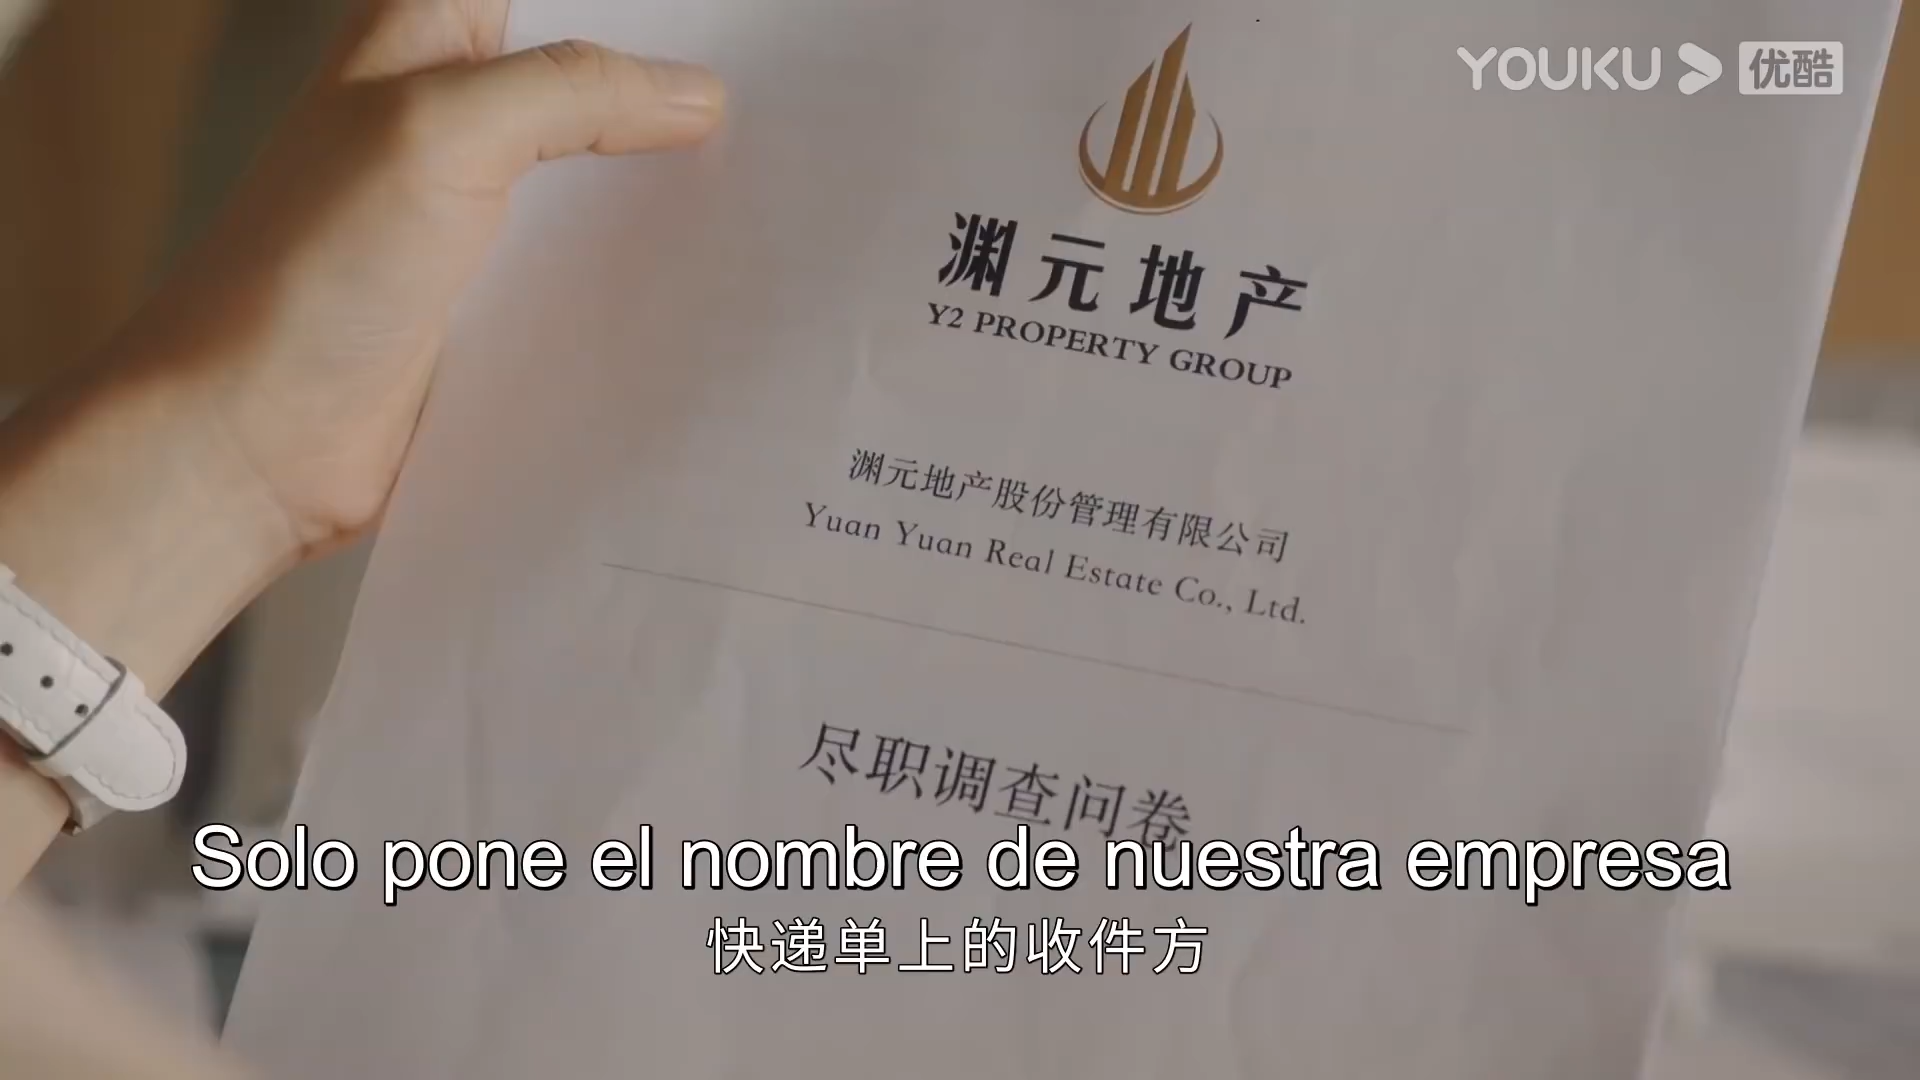 YOUKU 优酷
渊元地产
Y2 PROPERTY GROUP
渊元地产股份管理有限公司
Yuan Yuan Real Estate Co., Ltd.
尽职调查问卷
Solo pone el nombre de nuestra empresa
快递单上的收件方